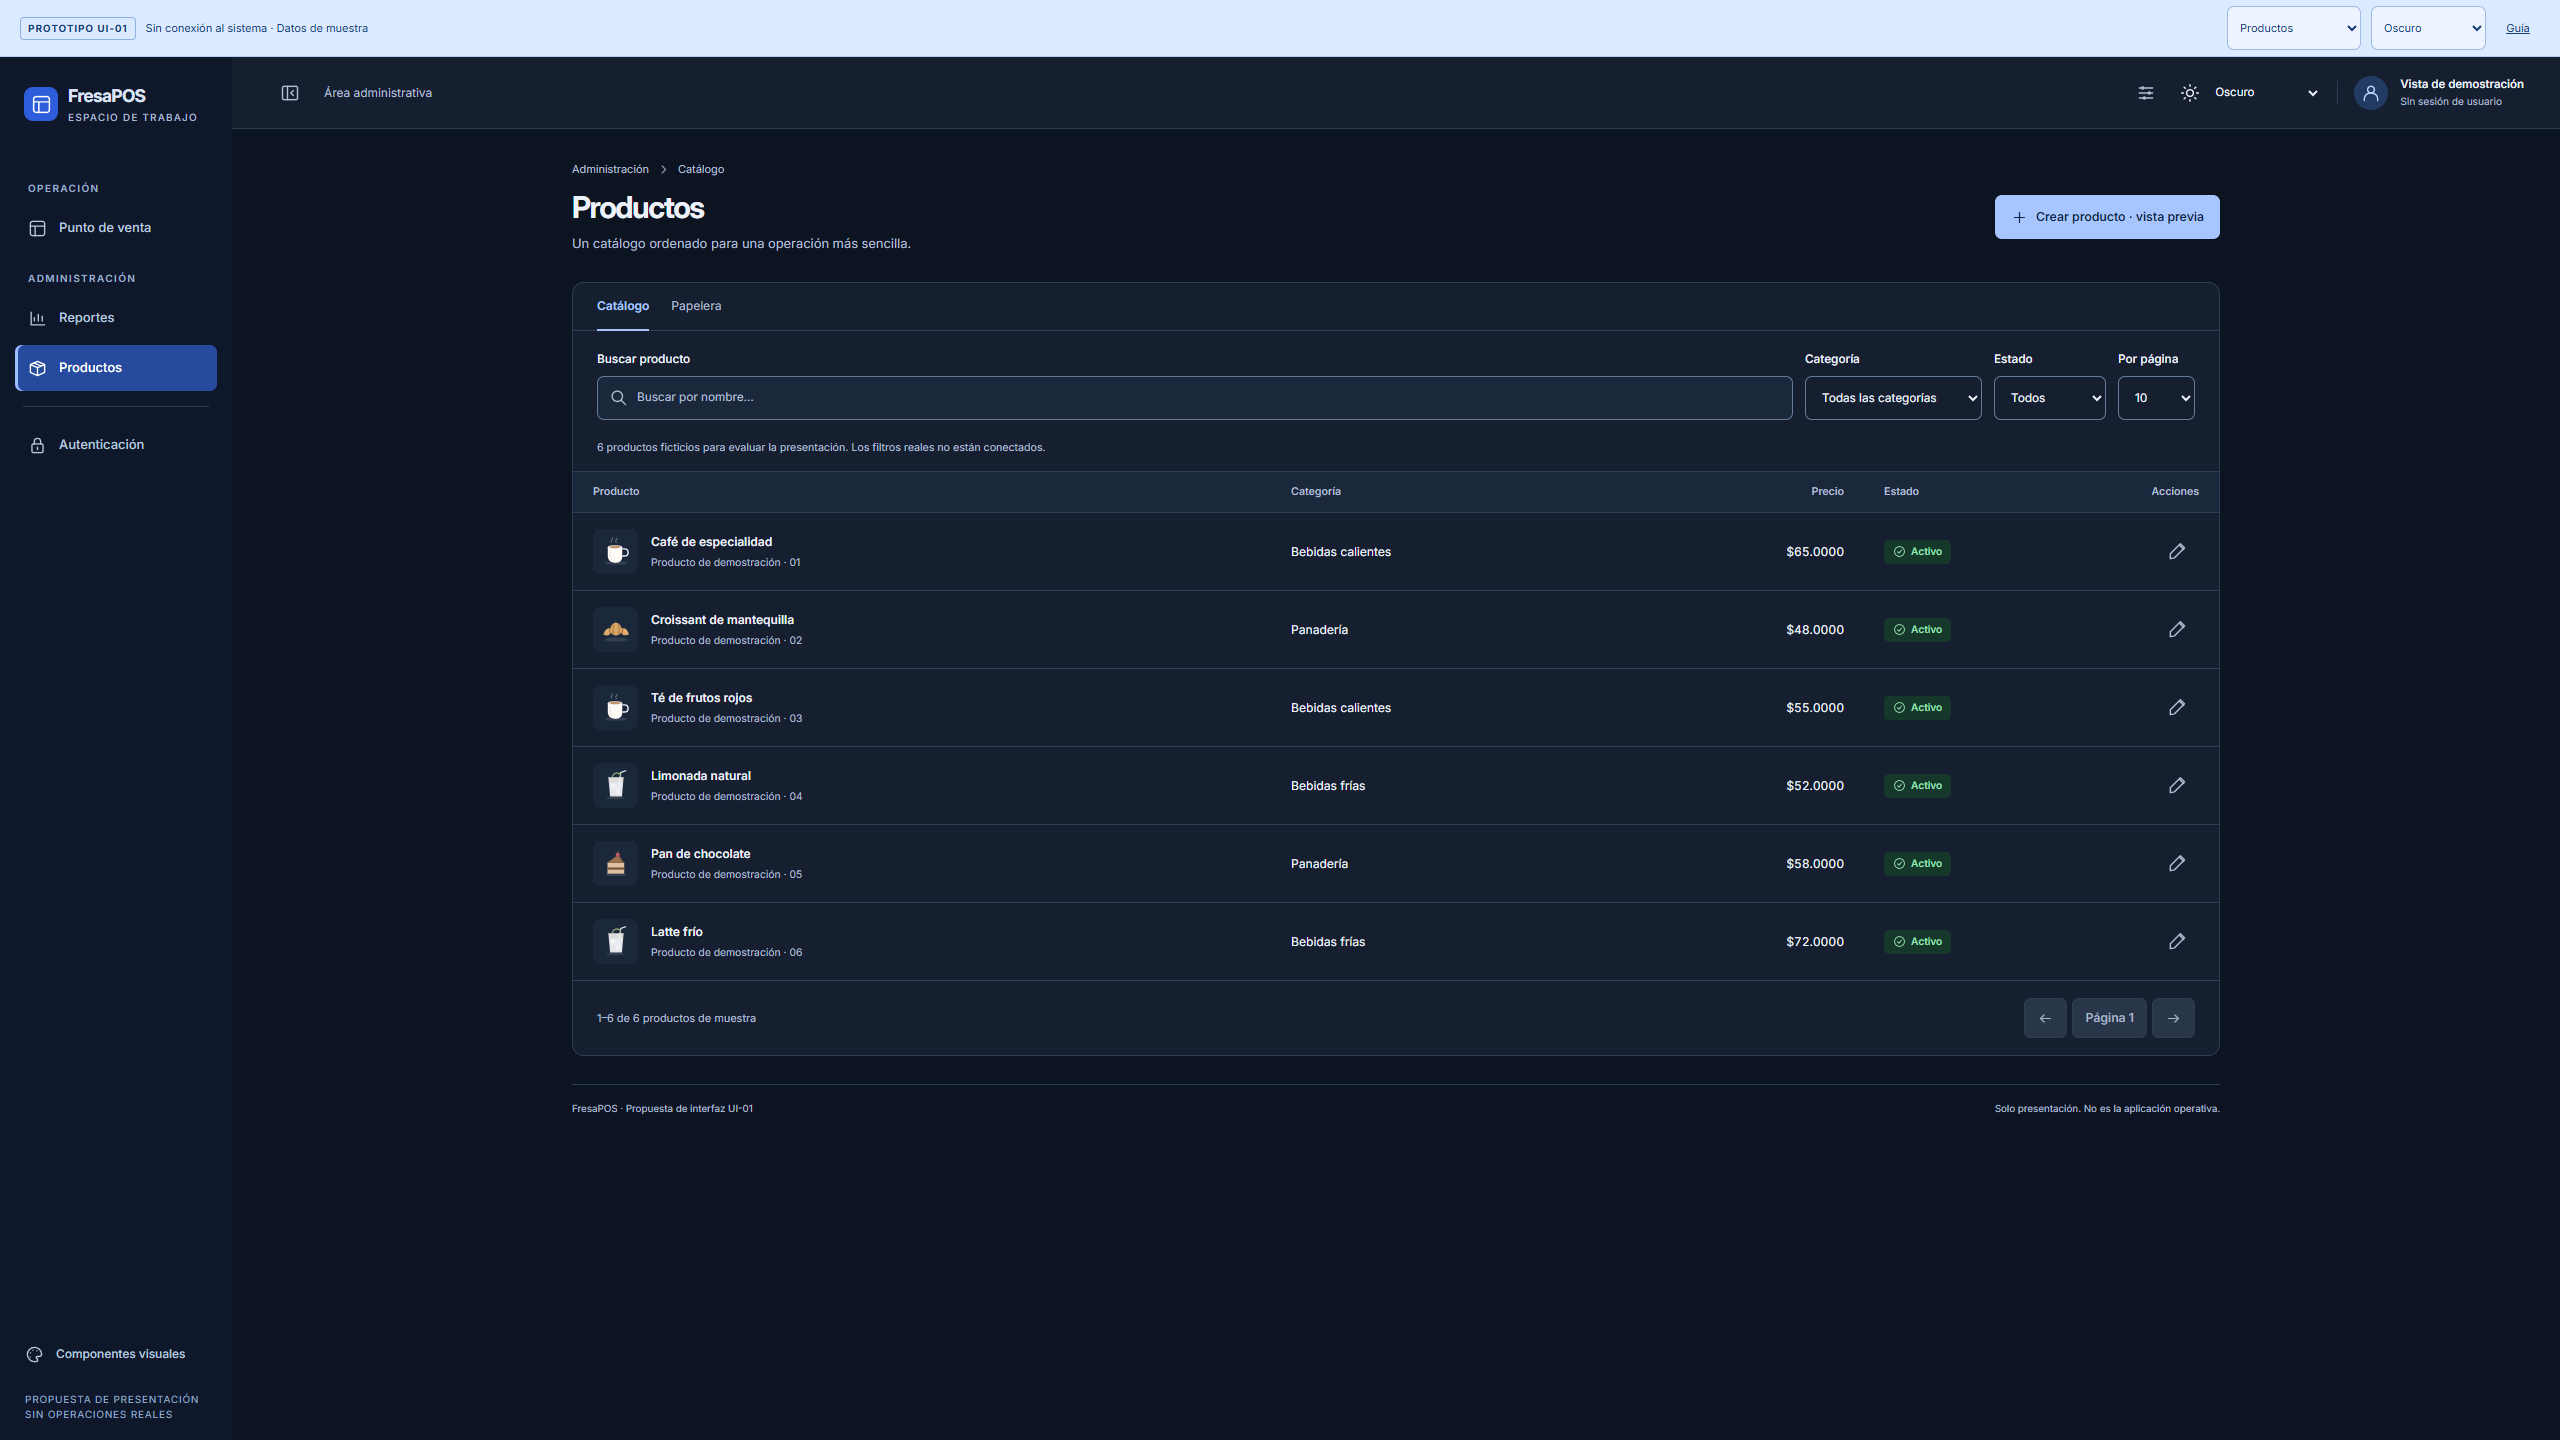 PROTOTIPO UI-01 Sin conexión al sistema · Datos de muestra Productos Oscuro Guía
FresaPOS
ESPACIO DE TRABAJO
Área administrativa
Oscuro
Vista de demostración
Sin sesión de usuario
OPERACIÓN
Punto de venta
ADMINISTRACIÓN
Reportes
Productos
Autenticación
Administración Catálogo
Productos
Un catálogo ordenado para una operación más sencilla.
Crear producto · vista previa
Catálogo Papelera
Buscar producto Categoría Estado Por página
Buscar por nombre... Todas las categorías Todos 10
6 productos ficticios para evaluar la presentación. Los filtros reales no están conectados.
Producto Categoría Precio Estado Acciones
Café de especialidad
Producto de demostración · 01
Bebidas calientes $65.0000 Activo
Croissant de mantequilla
Producto de demostración · 02
Panadería $48.0000 Activo
Té de frutos rojos
Producto de demostración · 03
Bebidas calientes $55.0000 Activo
Limonada natural
Producto de demostración · 04
Bebidas frías $52.0000 Activo
Pan de chocolate
Producto de demostración · 05
Panadería $58.0000 Activo
Latte frío
Producto de demostración · 06
Bebidas frías $72.0000 Activo
1–6 de 6 productos de muestra
Página 1
FresaPOS · Propuesta de interfaz UI-01
Solo presentación. No es la aplicación operativa.
Componentes visuales
PROPUESTA DE PRESENTACIÓN
SIN OPERACIONES REALES